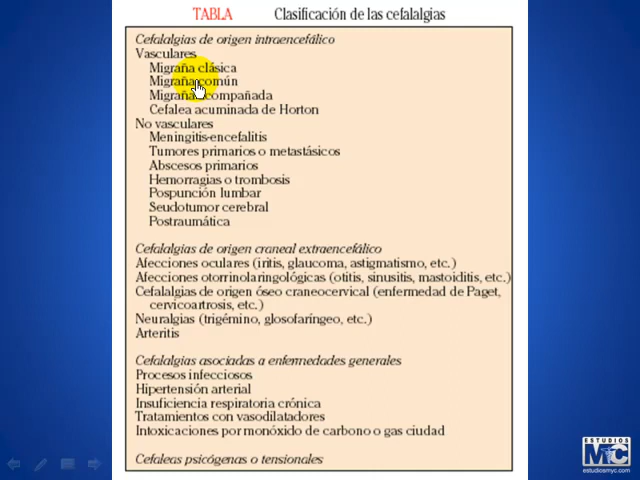 TABLA Clasificación de las cefalalgias
Cefalalgias de origen intraencefálico
Vasculares
Migraña clásica
Migraña común
Migraña acompañada
Cefalea acuminada de Horton
No vasculares
Meningitis-encefalitis
Tumores primarios o metastásicos
Abscesos primarios
Hemorragias o trombosis
Pospunción lumbar
Seudotumor cerebral
Postraumática
Cefalalgias de origen craneal extraencefálico
Afecciones oculares (iritis, glaucoma, astigmatismo, etc.)
Afecciones otorrinolaringológicas (otitis, sinusitis, mastoiditis, etc.)
Cefalalgias de origen óseo craneocervical (enfermedad de Paget,
cervicoartrosis, etc.)
Neuralgias (trigémino, glosofaríngeo, etc.)
Arteritis
Cefalalgias asociadas a enfermedades generales
Procesos infecciosos
Hipertensión arterial
Insuficiencia respiratoria crónica
Tratamientos con vasodilatadores
Intoxicaciones por monóxido de carbono o gas ciudad
Cefaleas psicógenas o tensionales
ESTUDIOS
MyC
estudiosmyc.com